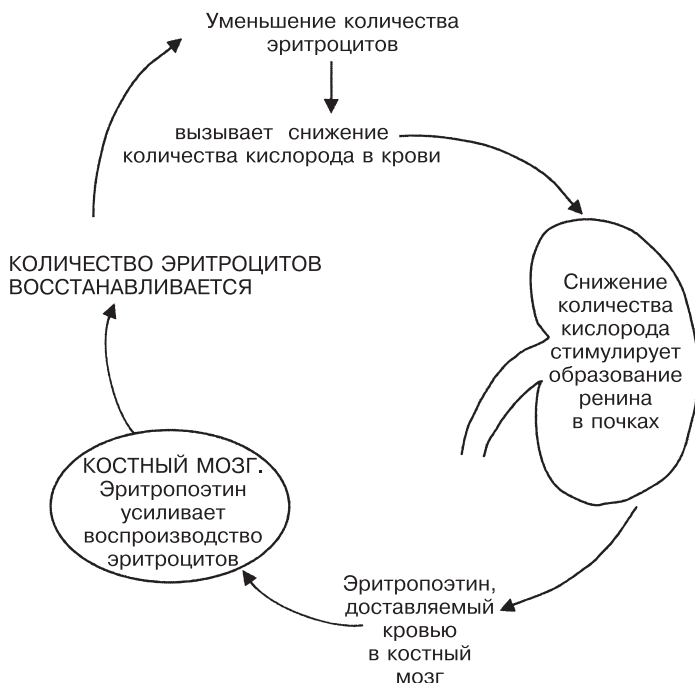 Уменьшение количества
эритроцитов
вызывает снижение
количества кислорода в крови
Снижение
количества
кислорода
стимулирует
образование
ренина
в почках
Эритропоэтин,
доставляемый
кровью
в костный
мозг
КОСТНЫЙ МОЗГ.
Эритропоэтин
усиливает
воспроизводство
эритроцитов
КОЛИЧЕСТВО ЭРИТРОЦИТОВ
ВОССТАНАВЛИВАЕТСЯ